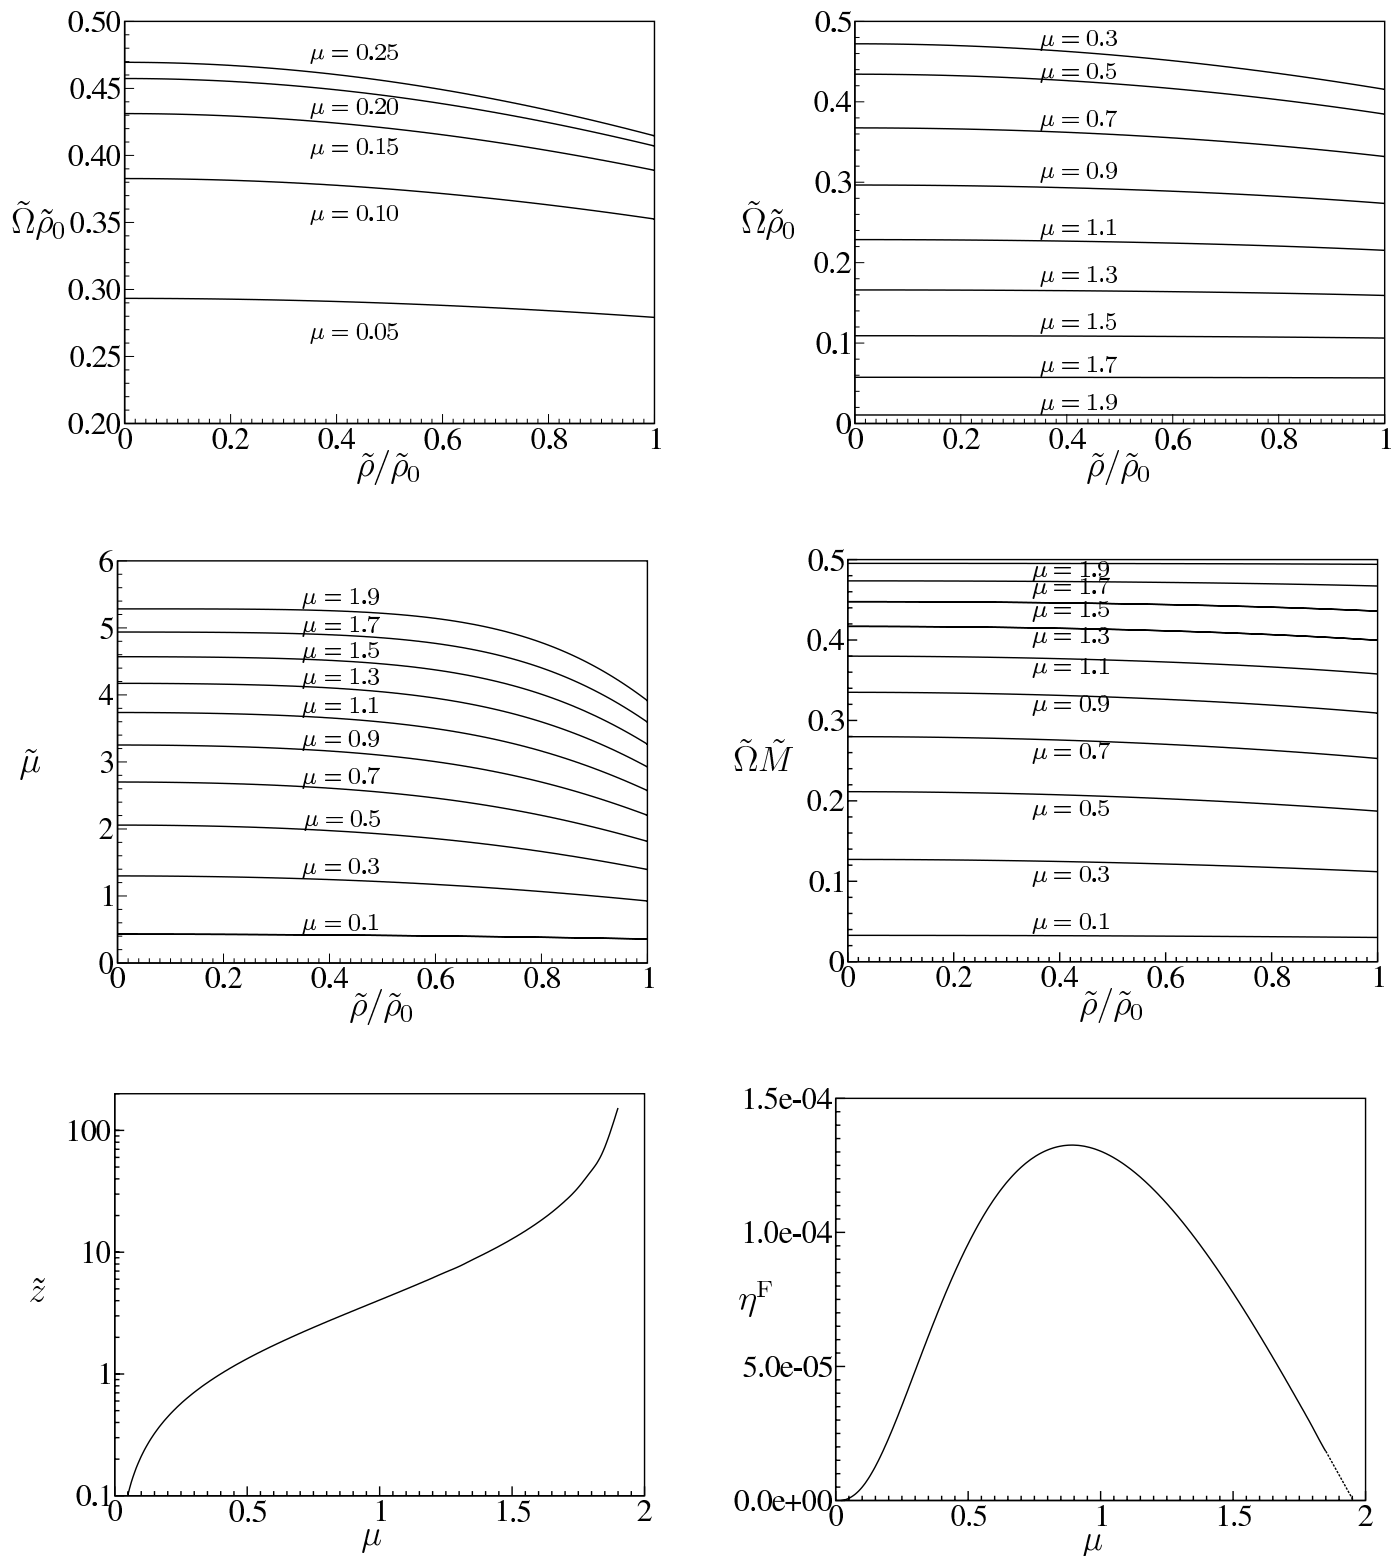 0.50
μ = 0.25
0.45
μ = 0.20
μ = 0.15
0.40
μ = 0.10
Ω̃ρ̃₀
0.35
0.30
μ = 0.05
0.25
0.20
0 0.2 0.4 0.6 0.8 1
ρ̃/ρ̃₀
0.5
μ = 0.3
μ = 0.5
0.4
μ = 0.7
μ = 0.9
0.3
Ω̃ρ̃₀
μ = 1.1
0.2
μ = 1.3
μ = 1.5
0.1
μ = 1.7
μ = 1.9
0
0 0.2 0.4 0.6 0.8 1
ρ̃/ρ̃₀
6
μ = 1.9
5
μ = 1.7
μ = 1.5
μ = 1.3
4
μ = 1.1
μ = 0.9
3
μ̃
μ = 0.7
μ = 0.5
2
μ = 0.3
1
μ = 0.1
0
0 0.2 0.4 0.6 0.8 1
ρ̃/ρ̃₀
0.5
μ = 1.9
μ = 1.7
μ = 1.5
μ = 1.3
0.4
μ = 1.1
μ = 0.9
0.3
Ω̃M̃
μ = 0.7
μ = 0.5
0.2
μ = 0.3
0.1
μ = 0.1
0
0 0.2 0.4 0.6 0.8 1
ρ̃/ρ̃₀
100
10
z̃
1
0.1
0 0.5 1 1.5 2
μ
1.5e-04
1.0e-04
η^F
5.0e-05
0.0e+00
0 0.5 1 1.5 2
μ